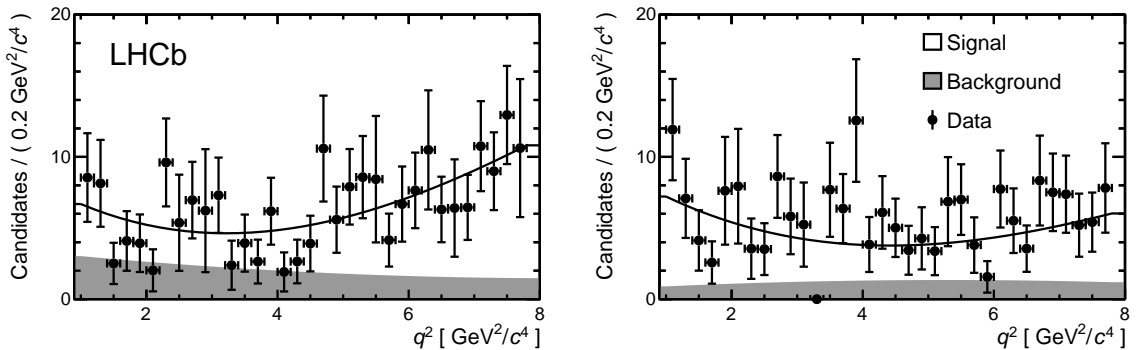 Candidates / ( 0.2 GeV²/c⁴)
20
10
0
LHCb
2
4
6
8
q² [ GeV²/c⁴]
Candidates / ( 0.2 GeV²/c⁴)
20
10
0
Signal
Background
Data
2
4
6
8
q² [ GeV²/c⁴]